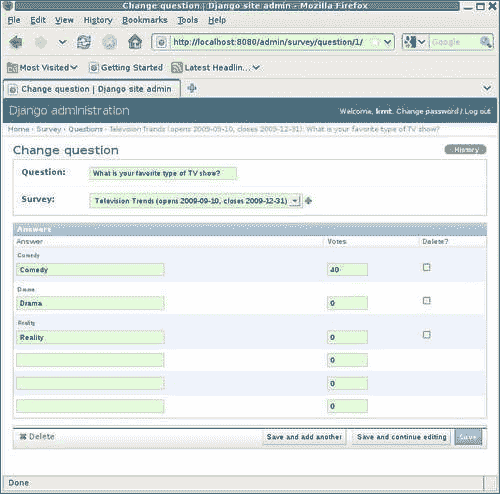 Change question | Django site admin - Mozilla Firefox
File Edit View History Bookmarks Tools Help
http://localhost:8080/admin/survey/question/1/
Google
Most Visited Getting Started Latest Headlin...
Change question | Django site admin
Django administration
Welcome, kmt. Change password / Log out
Home › Survey › Questions › Television Trends (opens 2009-09-10, closes 2009-12-31): What is your favorite type of TV show?
Change question
History
Question: What is your favorite type of TV show?
Survey: Television Trends (opens 2009-09-10, closes 2009-12-31)
Answers
Answer Votes Delete?
Comedy
Comedy 40
Drama
Drama 0
Reality
Reality 0
0
0
0
Delete Save and add another Save and continue editing Save
Done